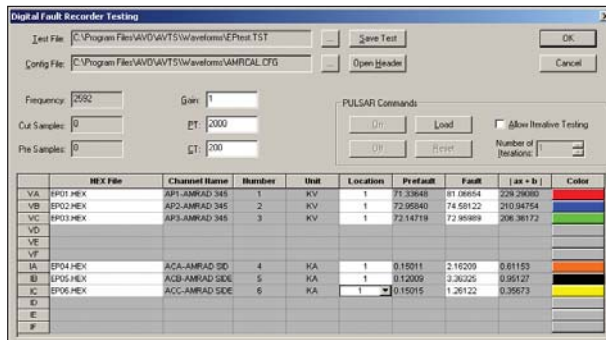 Digital Fault Recorder Testing
Test File: C:\Program Files\AVO\AVTS\Waveforms\EPtest.TST ... Save Test OK
Config File: C:\Program Files\AVO\AVTS\Waveforms\AMRCAL.CFG ... Open Header Cancel
Frequency: 2592 Gain: 1 PULSAR Commands
Cut Samples: 0 PT: 2000 On Load Allow Iterative Testing
Pre Samples: 0 CT: 200 Off Reset Number of Iterations: 1
HEX File Channel Name Number Unit Location Prefault Fault | ax + b | Color
VA EP01.HEX AP1-AMRAD 345 1 KV 1 71.33648 81.06654 229.29080
VB EP02.HEX AP2-AMRAD 345 2 KV 1 72.95840 74.58122 210.94754
VC EP03.HEX AP3-AMRAD 345 3 KV 1 72.14719 72.95989 206.36172
VD
VE
VF
IA EP04.HEX ACA-AMRAD SID 4 KA 1 0.15011 2.16209 0.61153
IB EP05.HEX ACB-AMRAD SIDE 5 KA 1 0.12009 3.36325 0.95127
IC EP06.HEX ACC-AMRAD SIDE 6 KA 1 0.15015 1.26122 0.35673
ID
IE
IF